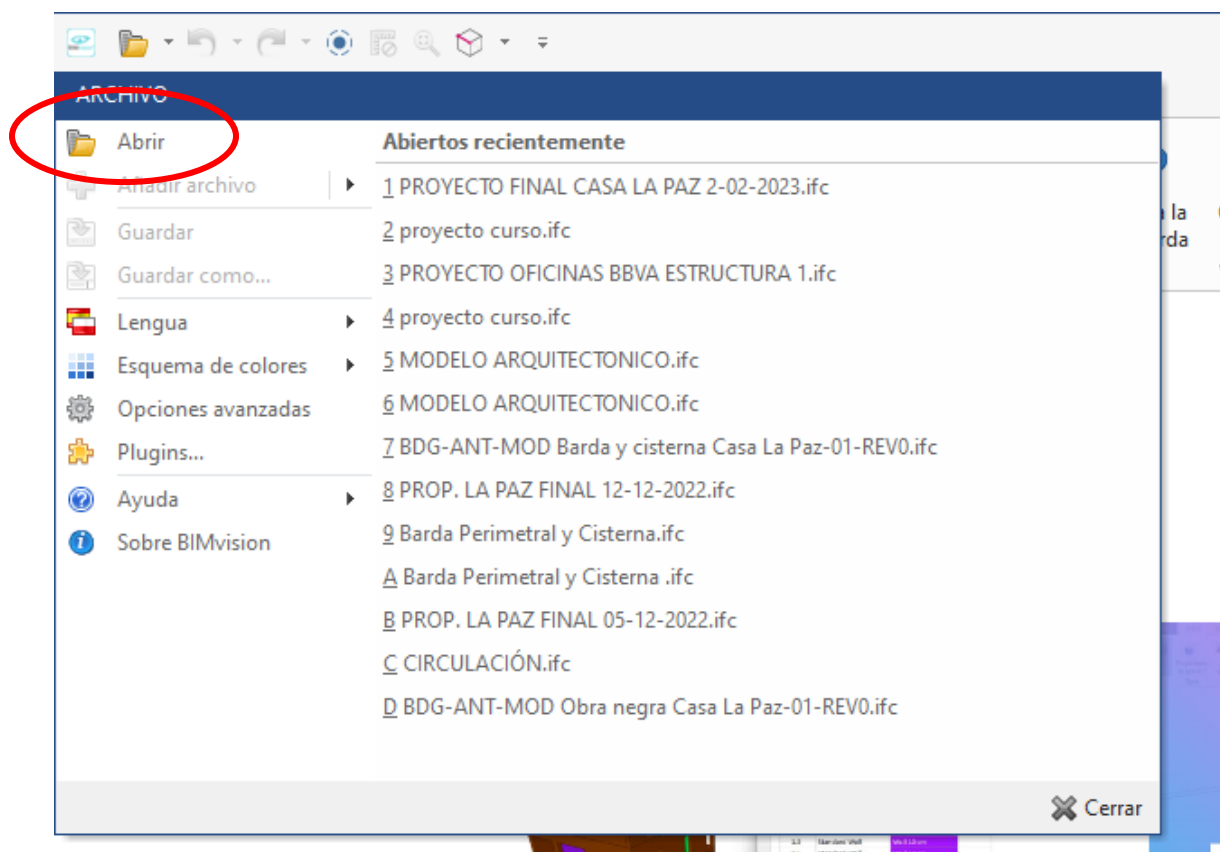 ARCHIVO
Abrir
Añadir archivo
Guardar
Guardar como...
Lengua
Esquema de colores
Opciones avanzadas
Plugins...
Ayuda
Sobre BIMvision
Abiertos recientemente
1 PROYECTO FINAL CASA LA PAZ 2-02-2023.ifc
2 proyecto curso.ifc
3 PROYECTO OFICINAS BBVA ESTRUCTURA 1.ifc
4 proyecto curso.ifc
5 MODELO ARQUITECTONICO.ifc
6 MODELO ARQUITECTONICO.ifc
7 BDG-ANT-MOD Barda y cisterna Casa La Paz-01-REV0.ifc
8 PROP. LA PAZ FINAL 12-12-2022.ifc
9 Barda Perimetral y Cisterna.ifc
A Barda Perimetral y Cisterna .ifc
B PROP. LA PAZ FINAL 05-12-2022.ifc
C CIRCULACIÓN.ifc
D BDG-ANT-MOD Obra negra Casa La Paz-01-REV0.ifc
Cerrar
la